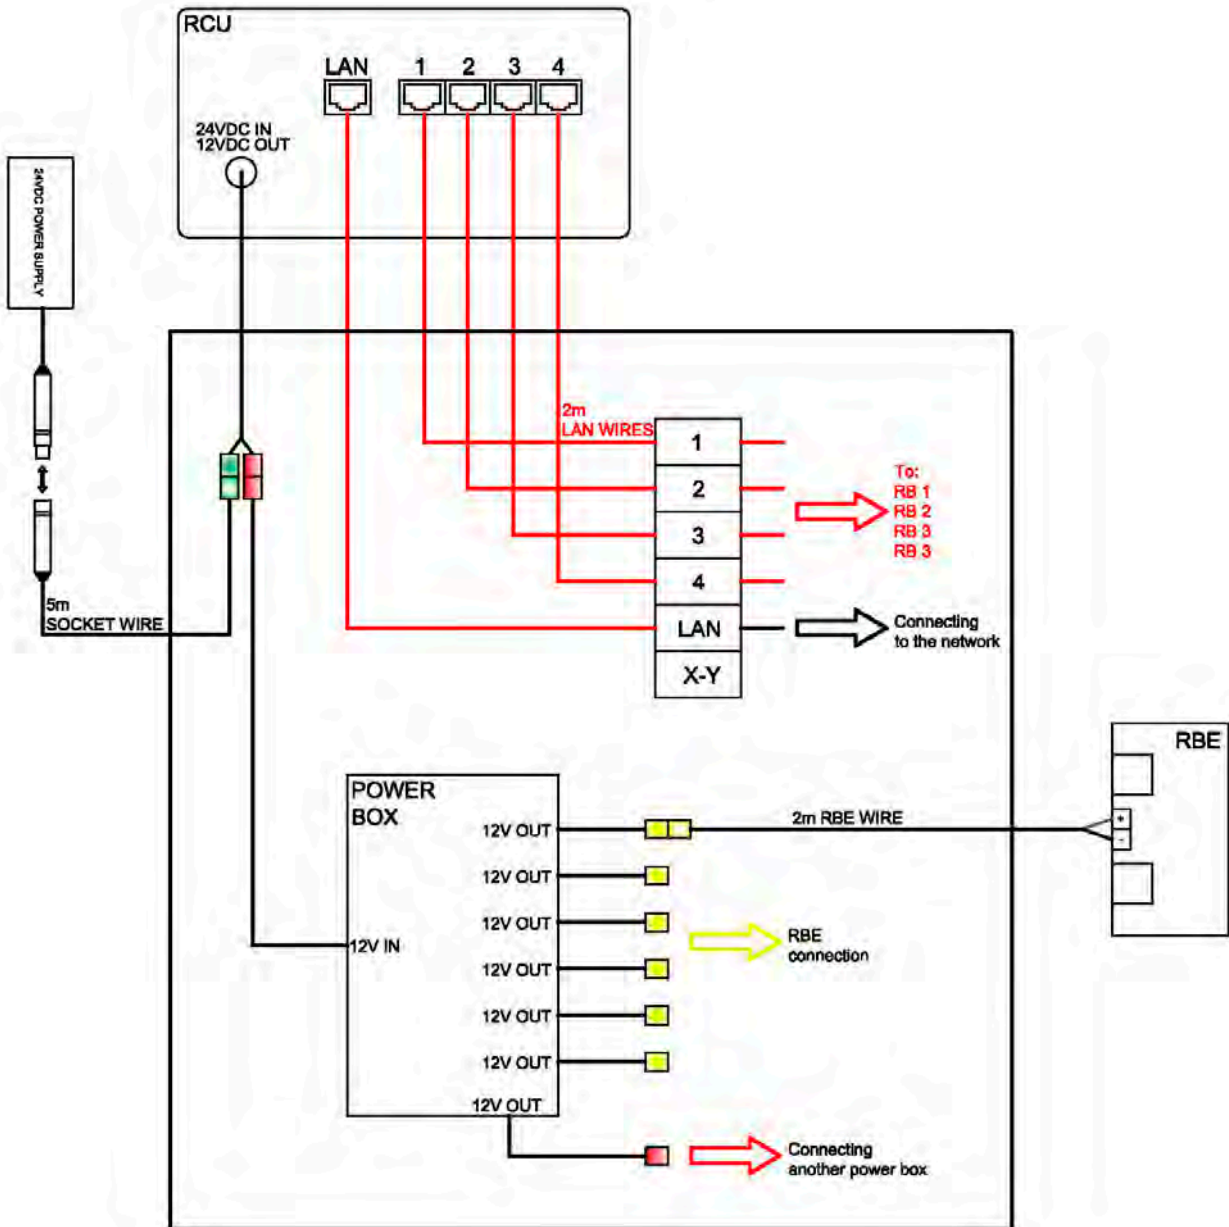 RCU
LAN 1 2 3 4
24VDC IN
12VDC OUT
24VDC POWER SUPPLY
2m
LAN WIRES
1
2
3
4
LAN
X-Y
To:
RB 1
RB 2
RB 3
RB 3
Connecting
to the network
5m
SOCKET WIRE
RBE
+
-
POWER
BOX
12V OUT
2m RBE WIRE
12V OUT
12V OUT
RBE
connection
12V IN
12V OUT
12V OUT
12V OUT
12V OUT
Connecting
another power box